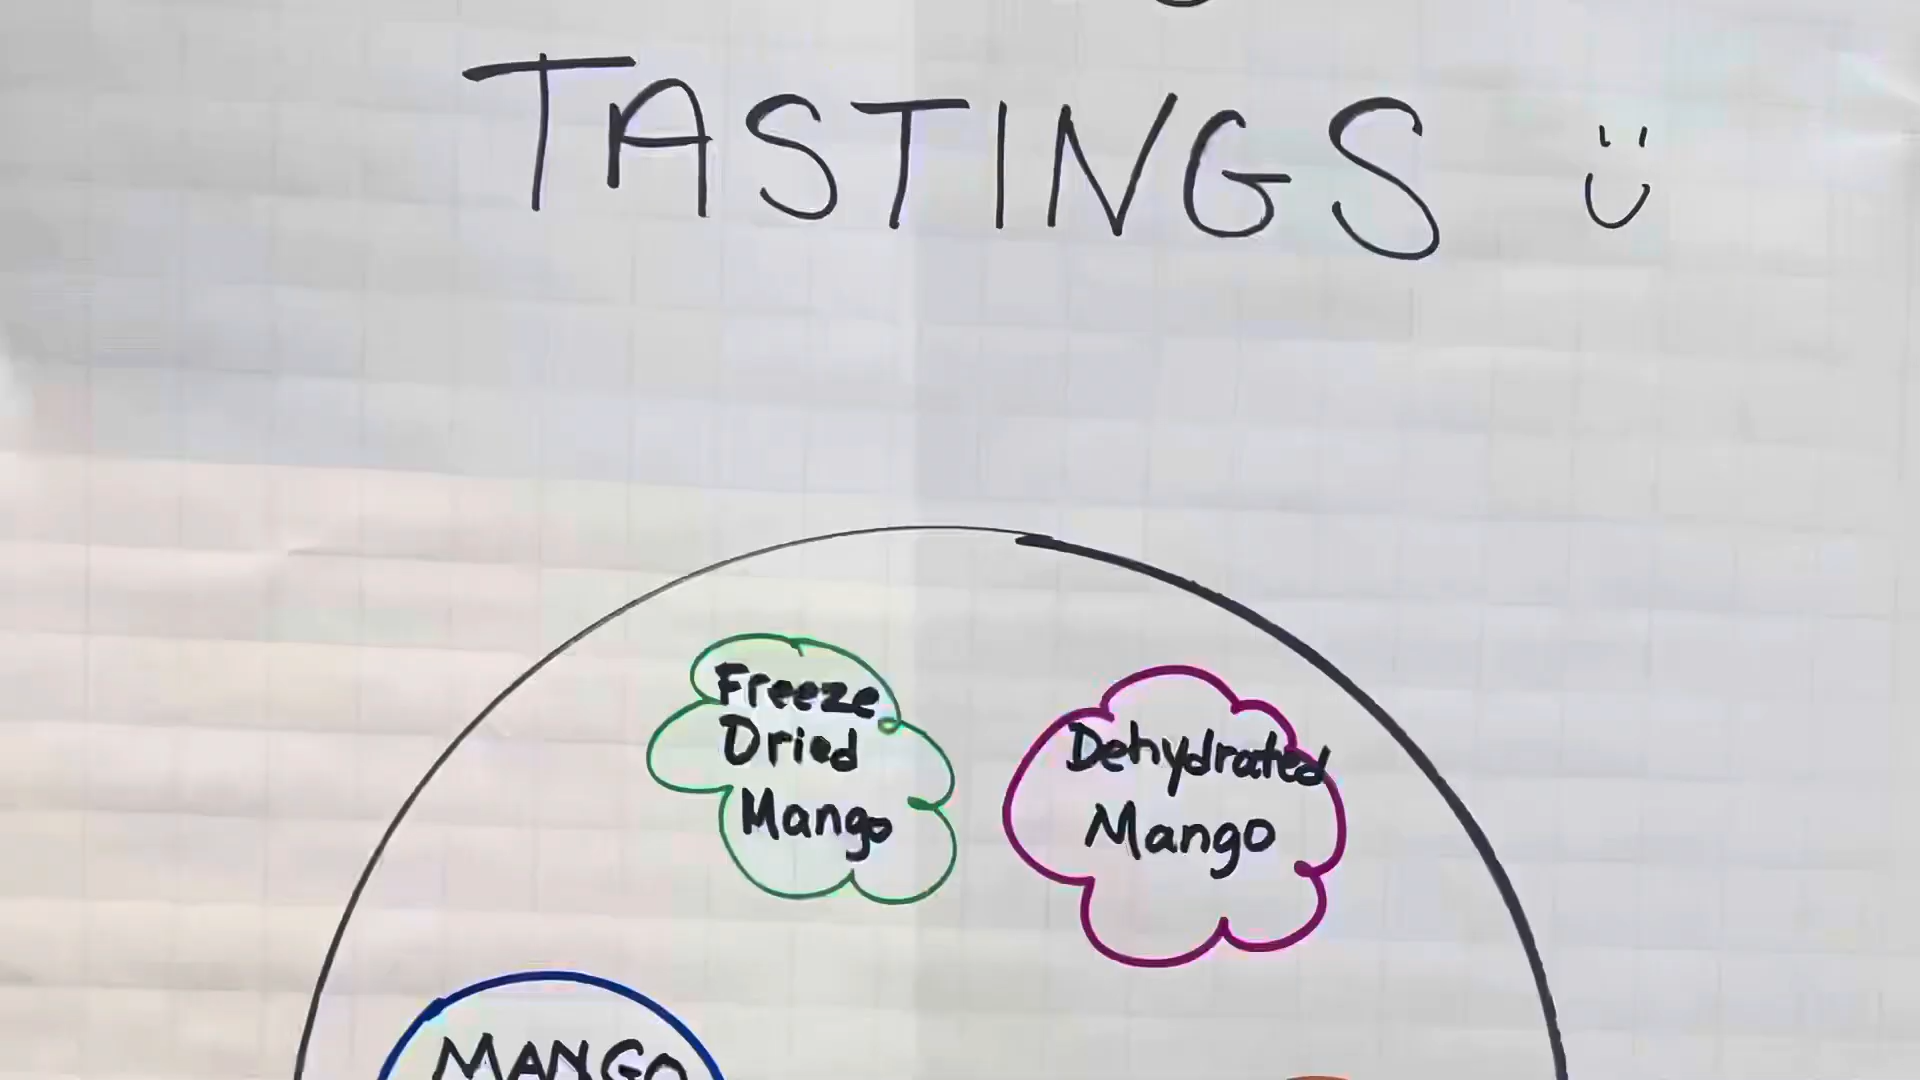 TASTINGS
Freeze
Dried
Mango
Dehydrated
Mango
MANGO